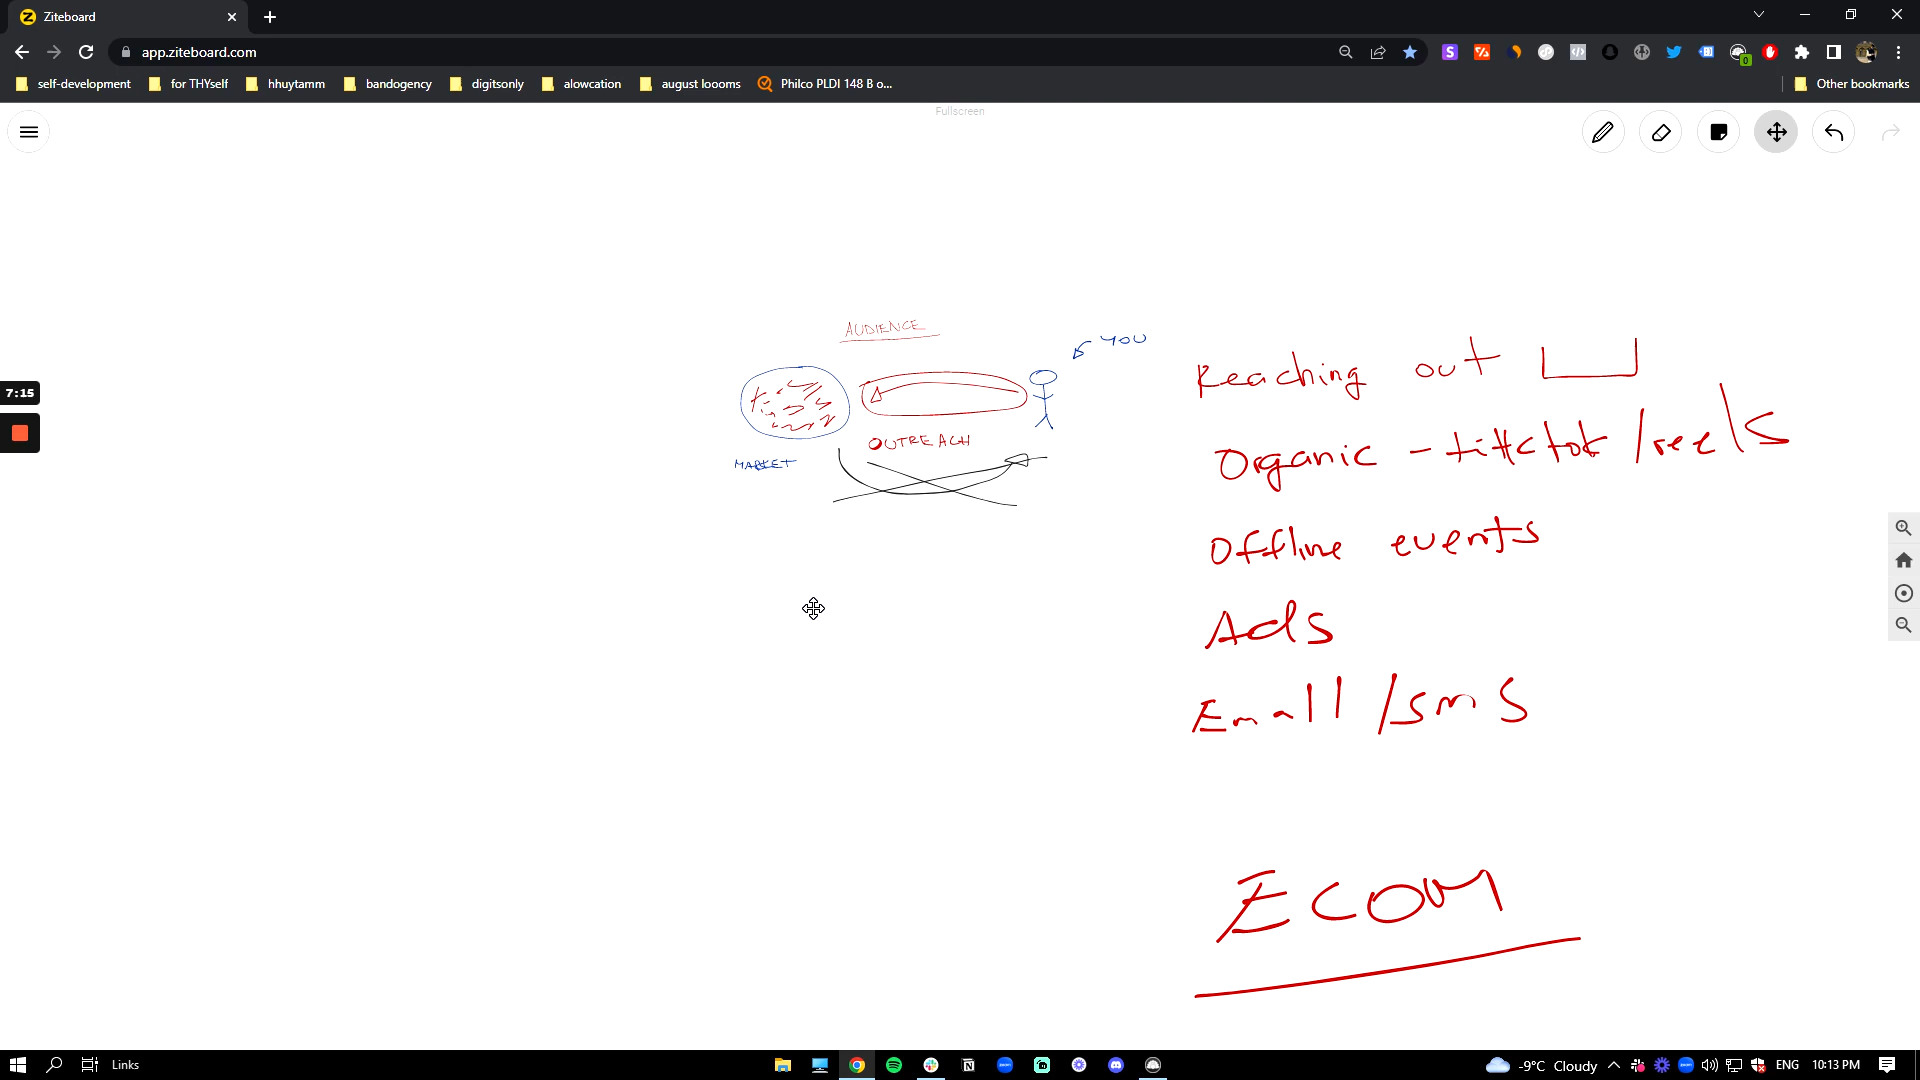 Ziteboard
app.ziteboard.com
0
self-development
for THYself
hhuytamm
bandogency
digitsonly
alowcation
august loooms
Philco PLDI 148 B o...
Other bookmarks
Fullscreen
7:15
AUDIENCE
YOU
OUTREACH
MARKET
Reaching out
Organic - tiktok / reels
Offline events
Ads
Email / sms
ECOM
Links
-9°C Cloudy
ENG
10:13 PM